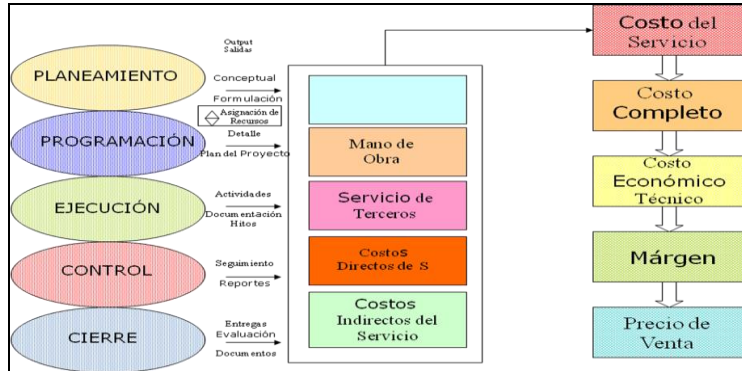 PLANEAMIENTO
PROGRAMACIÓN
EJECUCIÓN
CONTROL
CIERRE
Output
Salidas
Conceptual
Formulación
Asignación de
Recursos
Detalle
Plan del Proyecto
Actividades
Documentación
Hitos
Seguimiento
Reportes
Entregas
Evaluación
Documentos
Mano de
Obra
Servicio de
Terceros
Costos
Directos de S
Costos
Indirectos del
Servicio
Costo del
Servicio
Costo
Completo
Costo
Económico
Técnico
Márgen
Precio de
Venta